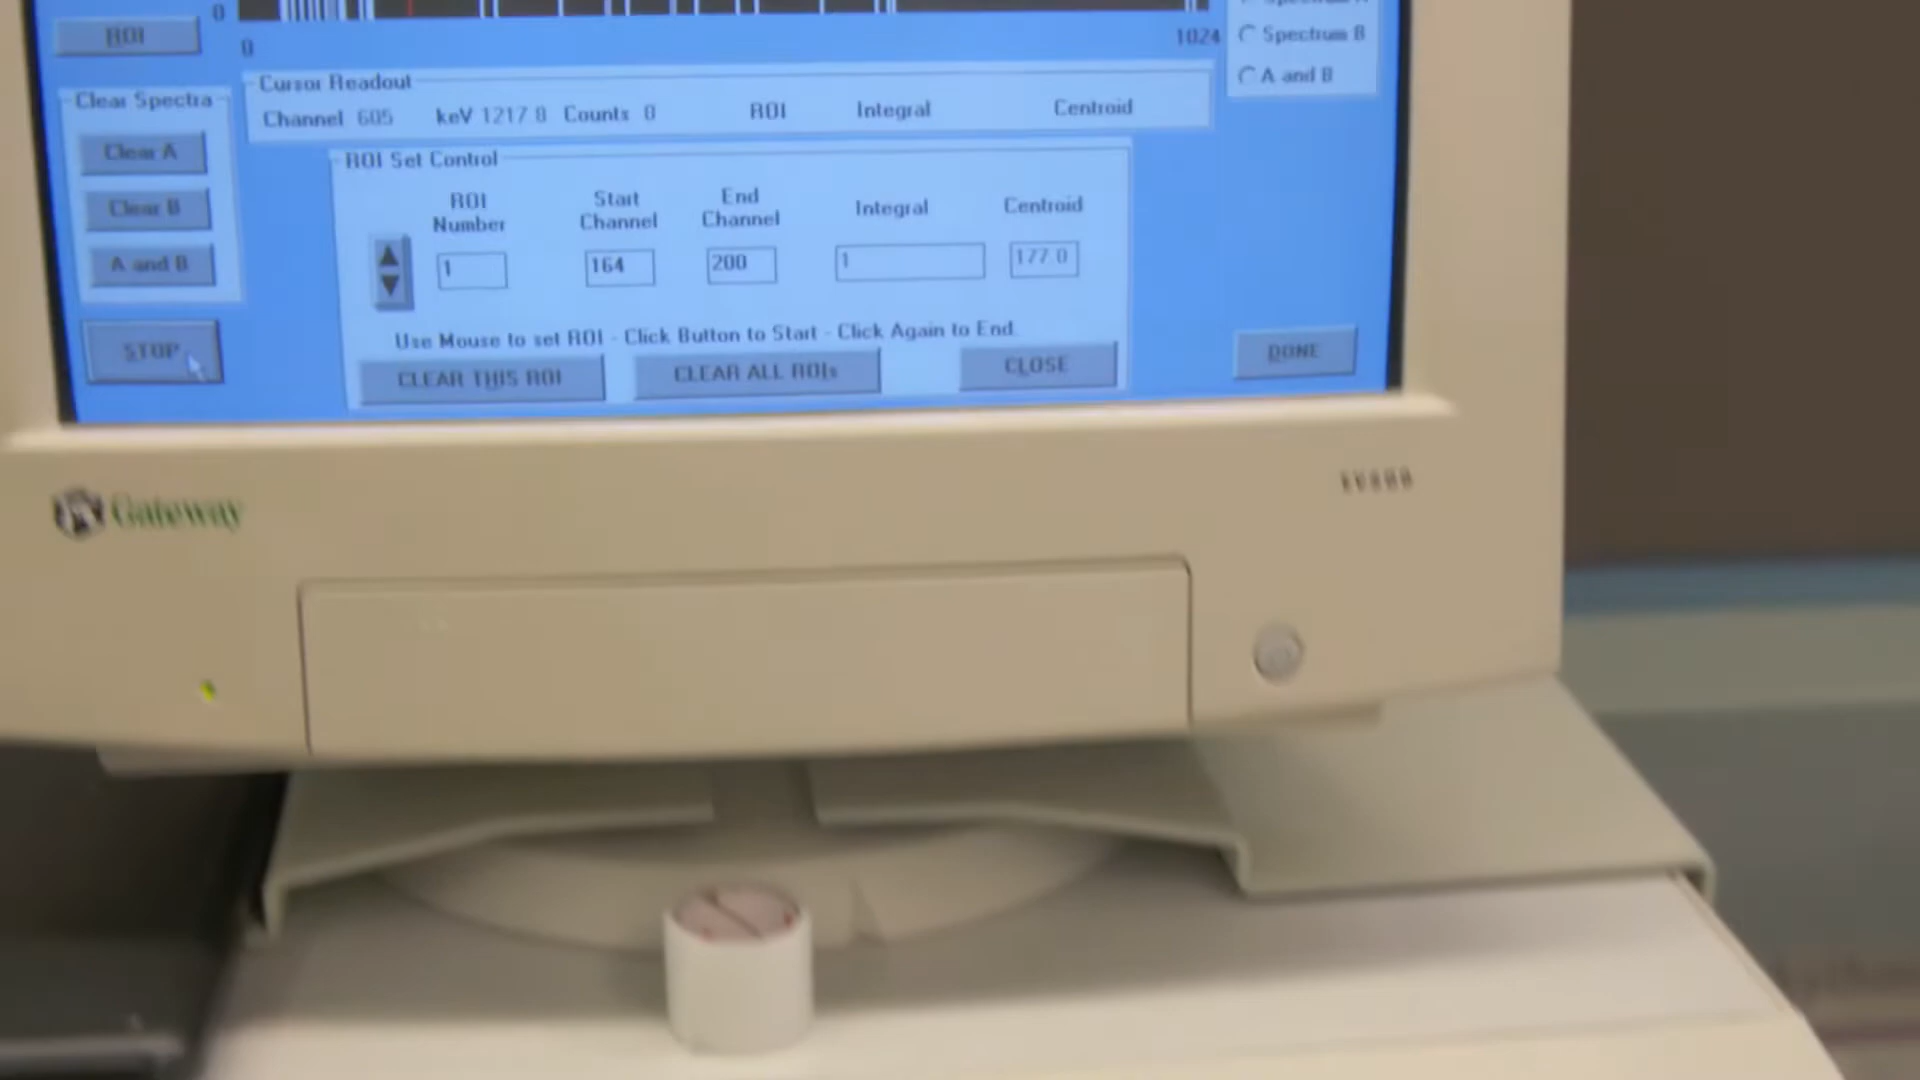 0
ROI
0
1024
Spectrum B
A and B
Clear Spectra
Clear A
Clear B
A and B
STOP
Cursor Readout
Channel 605 keV 1217 8 Counts 0 ROI Integral Centroid
ROI Set Control
ROI Number
Start Channel
End Channel
Integral
Centroid
1
164
200
1
177 0
Use Mouse to set ROI - Click Button to Start - Click Again to End.
CLEAR THIS ROI
CLEAR ALL ROIs
CLOSE
DONE
Gateway